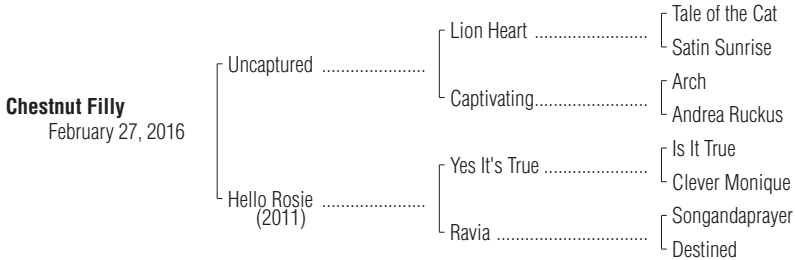 Tale of the Cat
Lion Heart ........................
Satin Sunrise
Uncaptured ......................
Arch
Captivating........................
Andrea Ruckus
Chestnut Filly
February 27, 2016
Is It True
Yes It's True ......................
Clever Monique
Hello Rosie ......................
(2011)
Songandaprayer
Ravia ................................
Destined